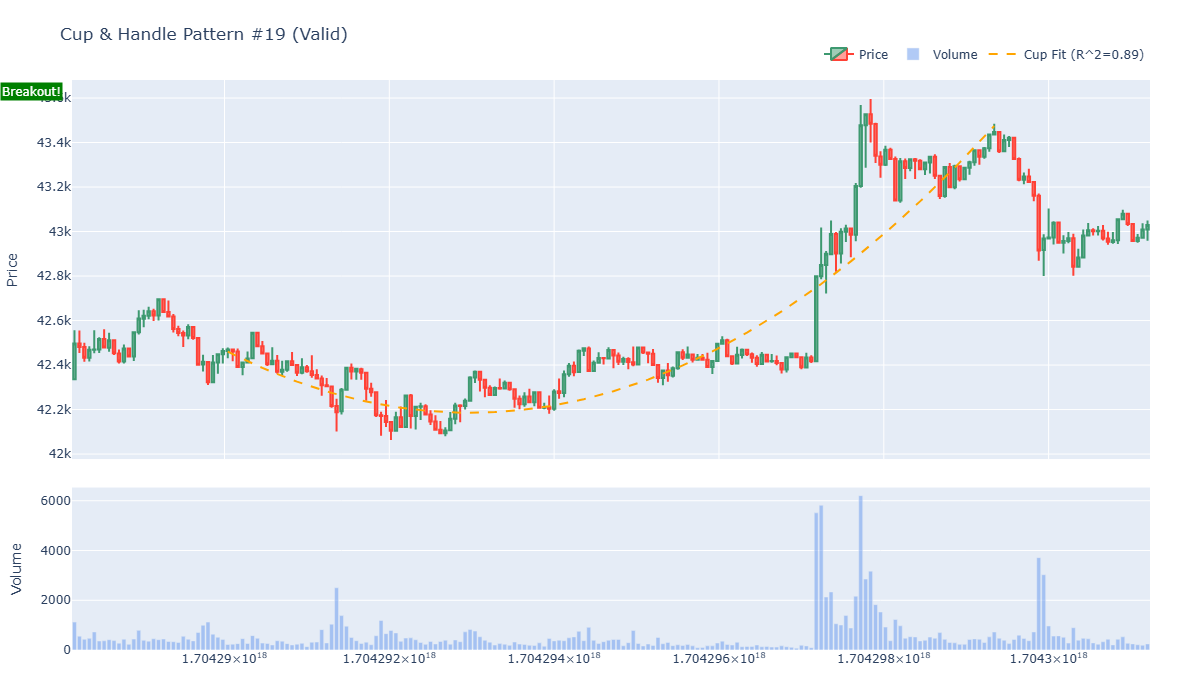 Cup & Handle Pattern #19 (Valid)
Price
Volume
Cup Fit (R^2=0.89)
Breakout!
43.4k
43.2k
43k
42.8k
42.6k
42.4k
42.2k
42k
Price
6000
4000
2000
0
Volume
1.70429×10¹⁸
1.704292×10¹⁸
1.704294×10¹⁸
1.704296×10¹⁸
1.704298×10¹⁸
1.7043×10¹⁸